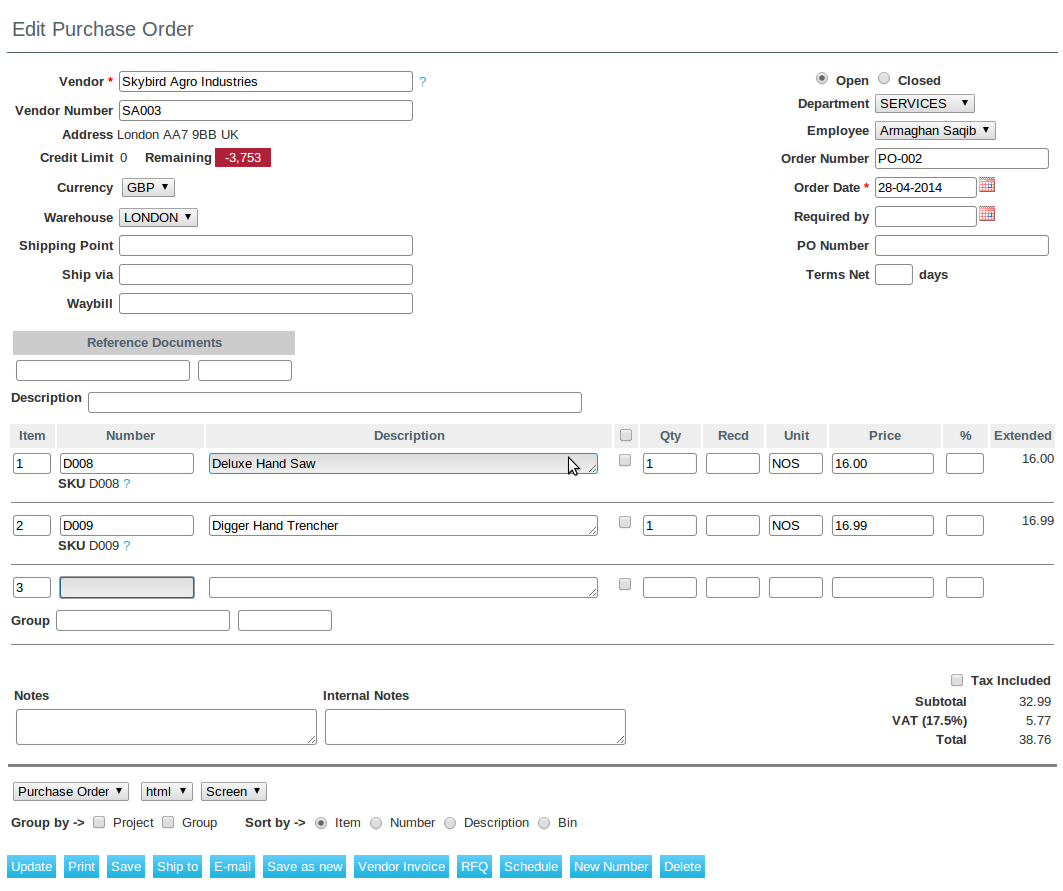 Edit Purchase Order
Vendor * Skybird Agro Industries ?
Vendor Number SA003
Address London AA7 9BB UK
Credit Limit 0 Remaining -3,753
Currency GBP
Warehouse LONDON
Shipping Point
Ship via
Waybill
Open Closed
Department SERVICES
Employee Armaghan Saqib
Order Number PO-002
Order Date * 28-04-2014
Required by
PO Number
Terms Net days
Reference Documents
Description
Item Number Description Qty Recd Unit Price % Extended
1 D008 Deluxe Hand Saw 1 NOS 16.00 16.00
SKU D008 ?
2 D009 Digger Hand Trencher 1 NOS 16.99 16.99
SKU D009 ?
3
Group
Notes Internal Notes
Tax Included
Subtotal 32.99
VAT (17.5%) 5.77
Total 38.76
Purchase Order html Screen
Group by -> Project Group Sort by -> Item Number Description Bin
Update Print Save Ship to E-mail Save as new Vendor Invoice RFQ Schedule New Number Delete